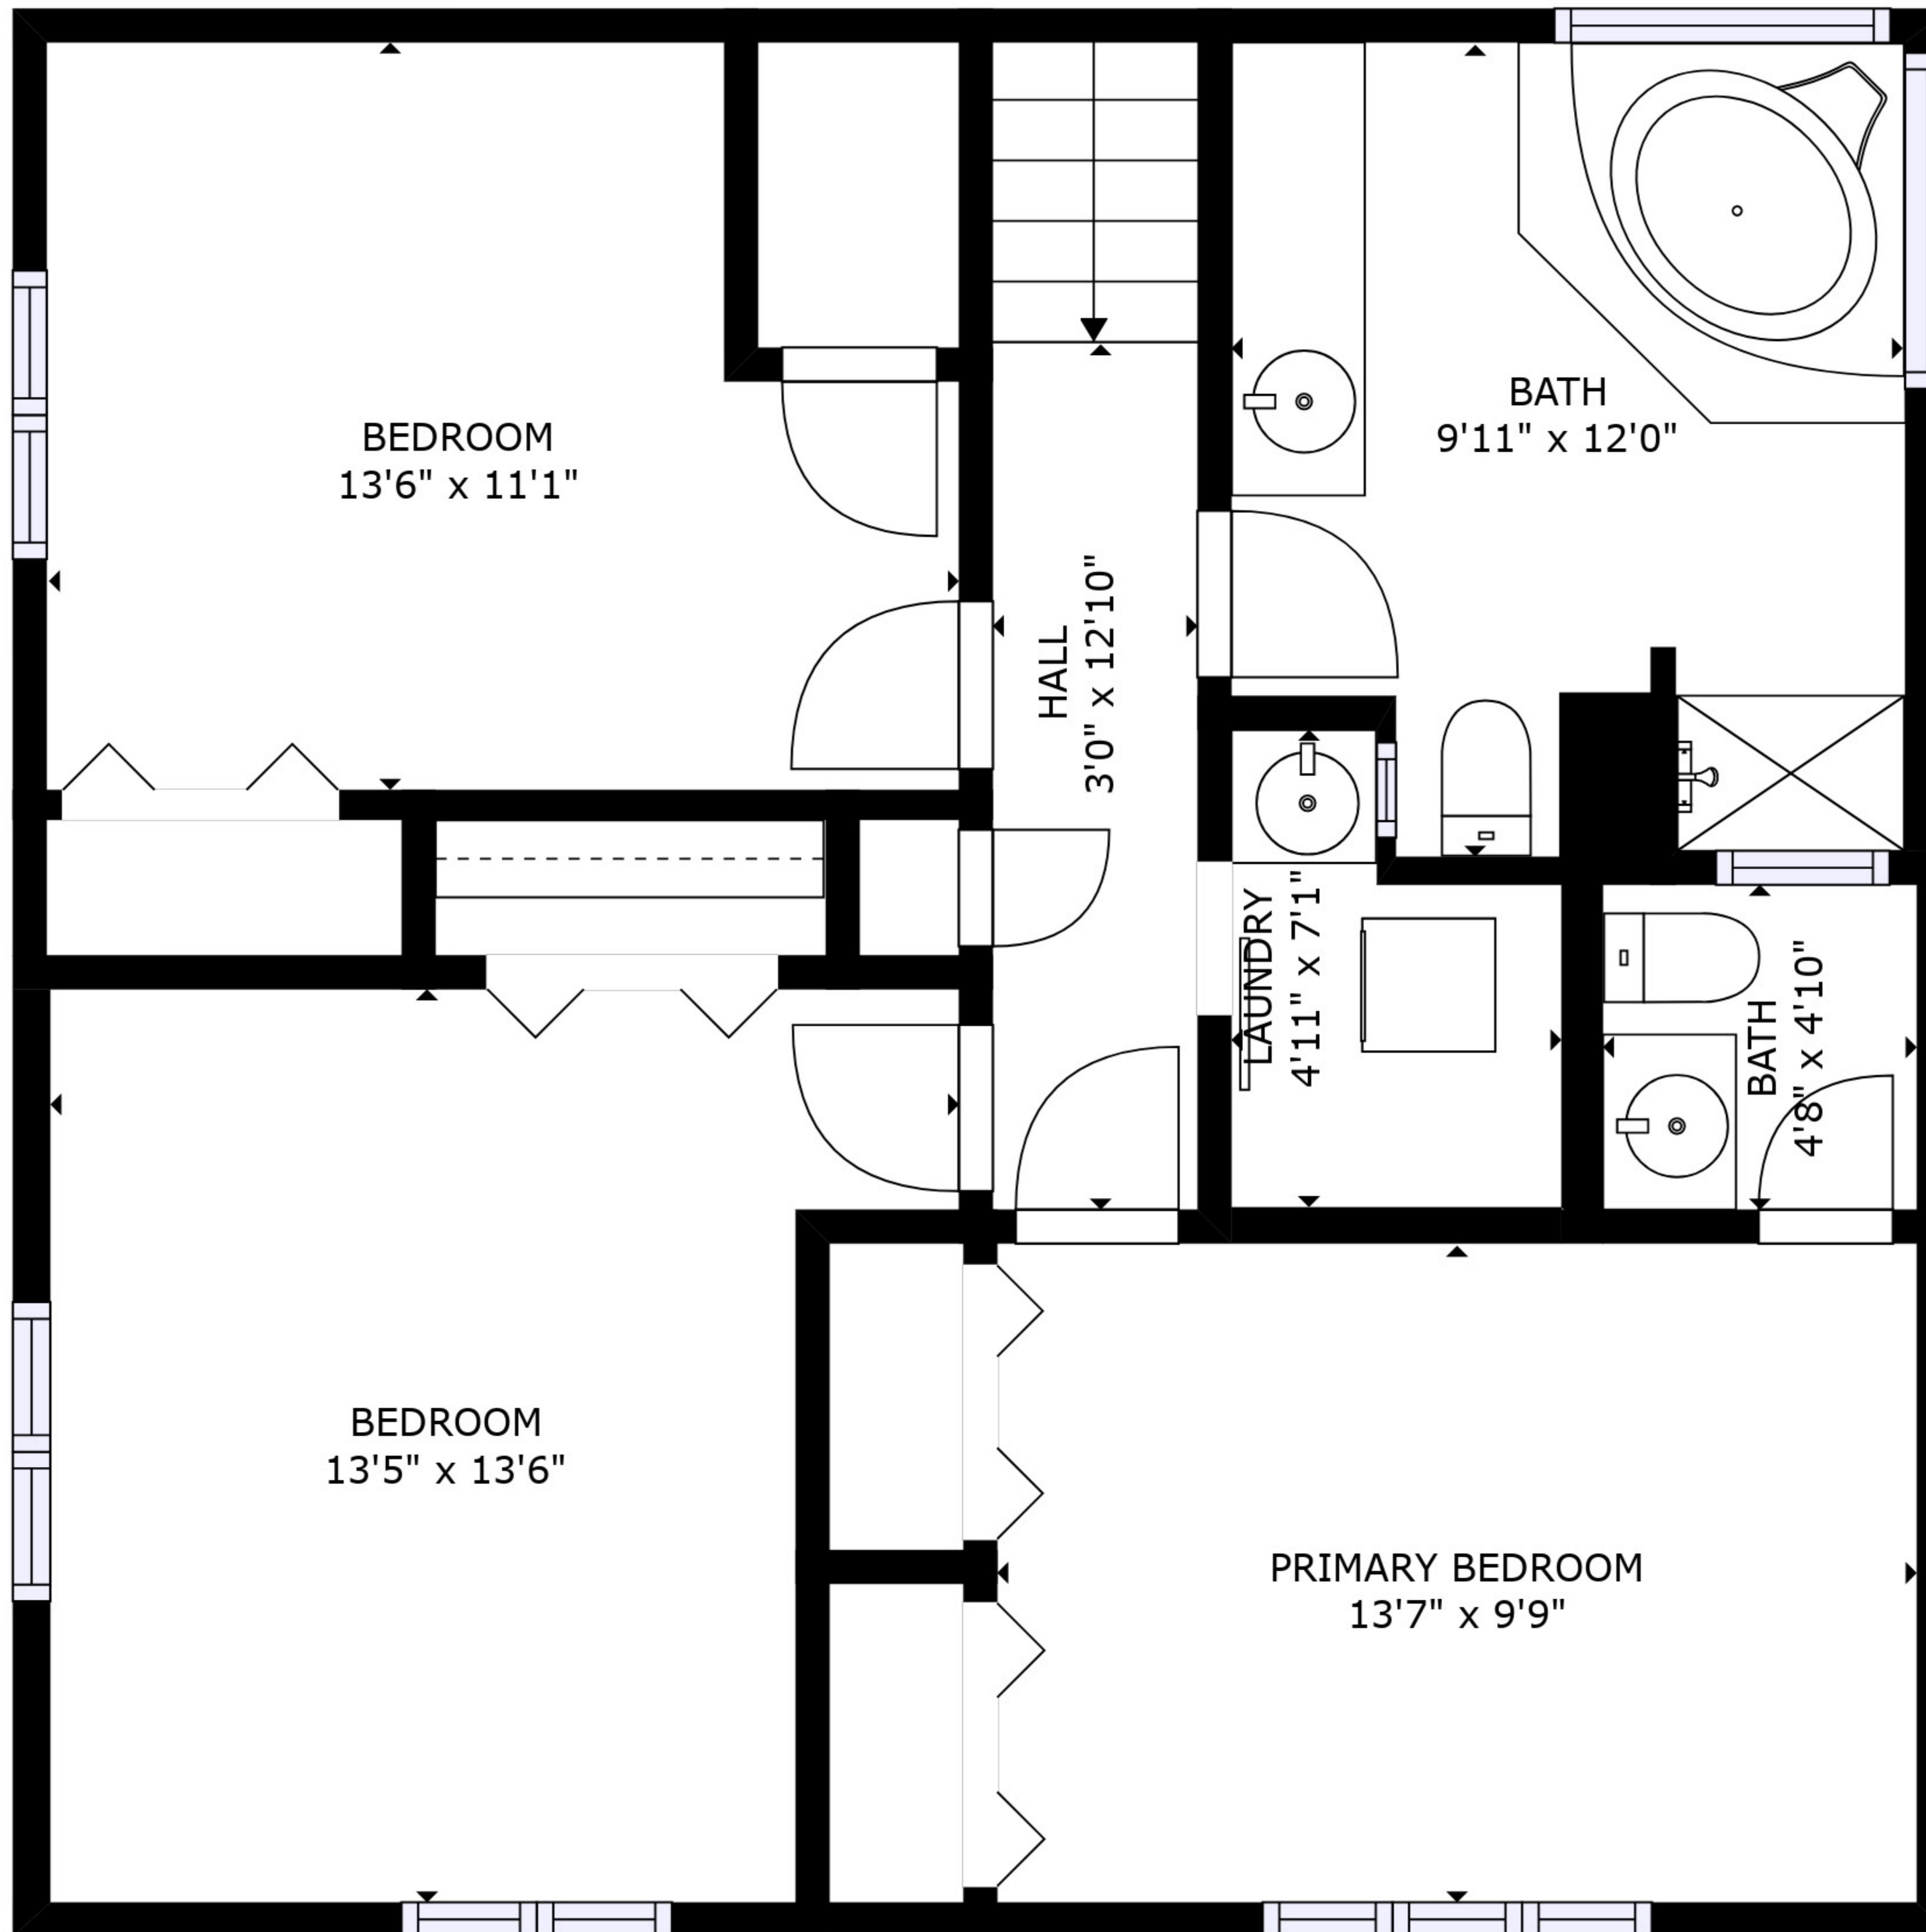 BEDROOM
13'6" x 11'1"
BATH
9'11" x 12'0"
HALL
3'0" x 12'10"
LAUNDRY
4'11" x 7'1"
BATH
4'8" x 4'10"
BEDROOM
13'5" x 13'6"
PRIMARY BEDROOM
13'7" x 9'9"